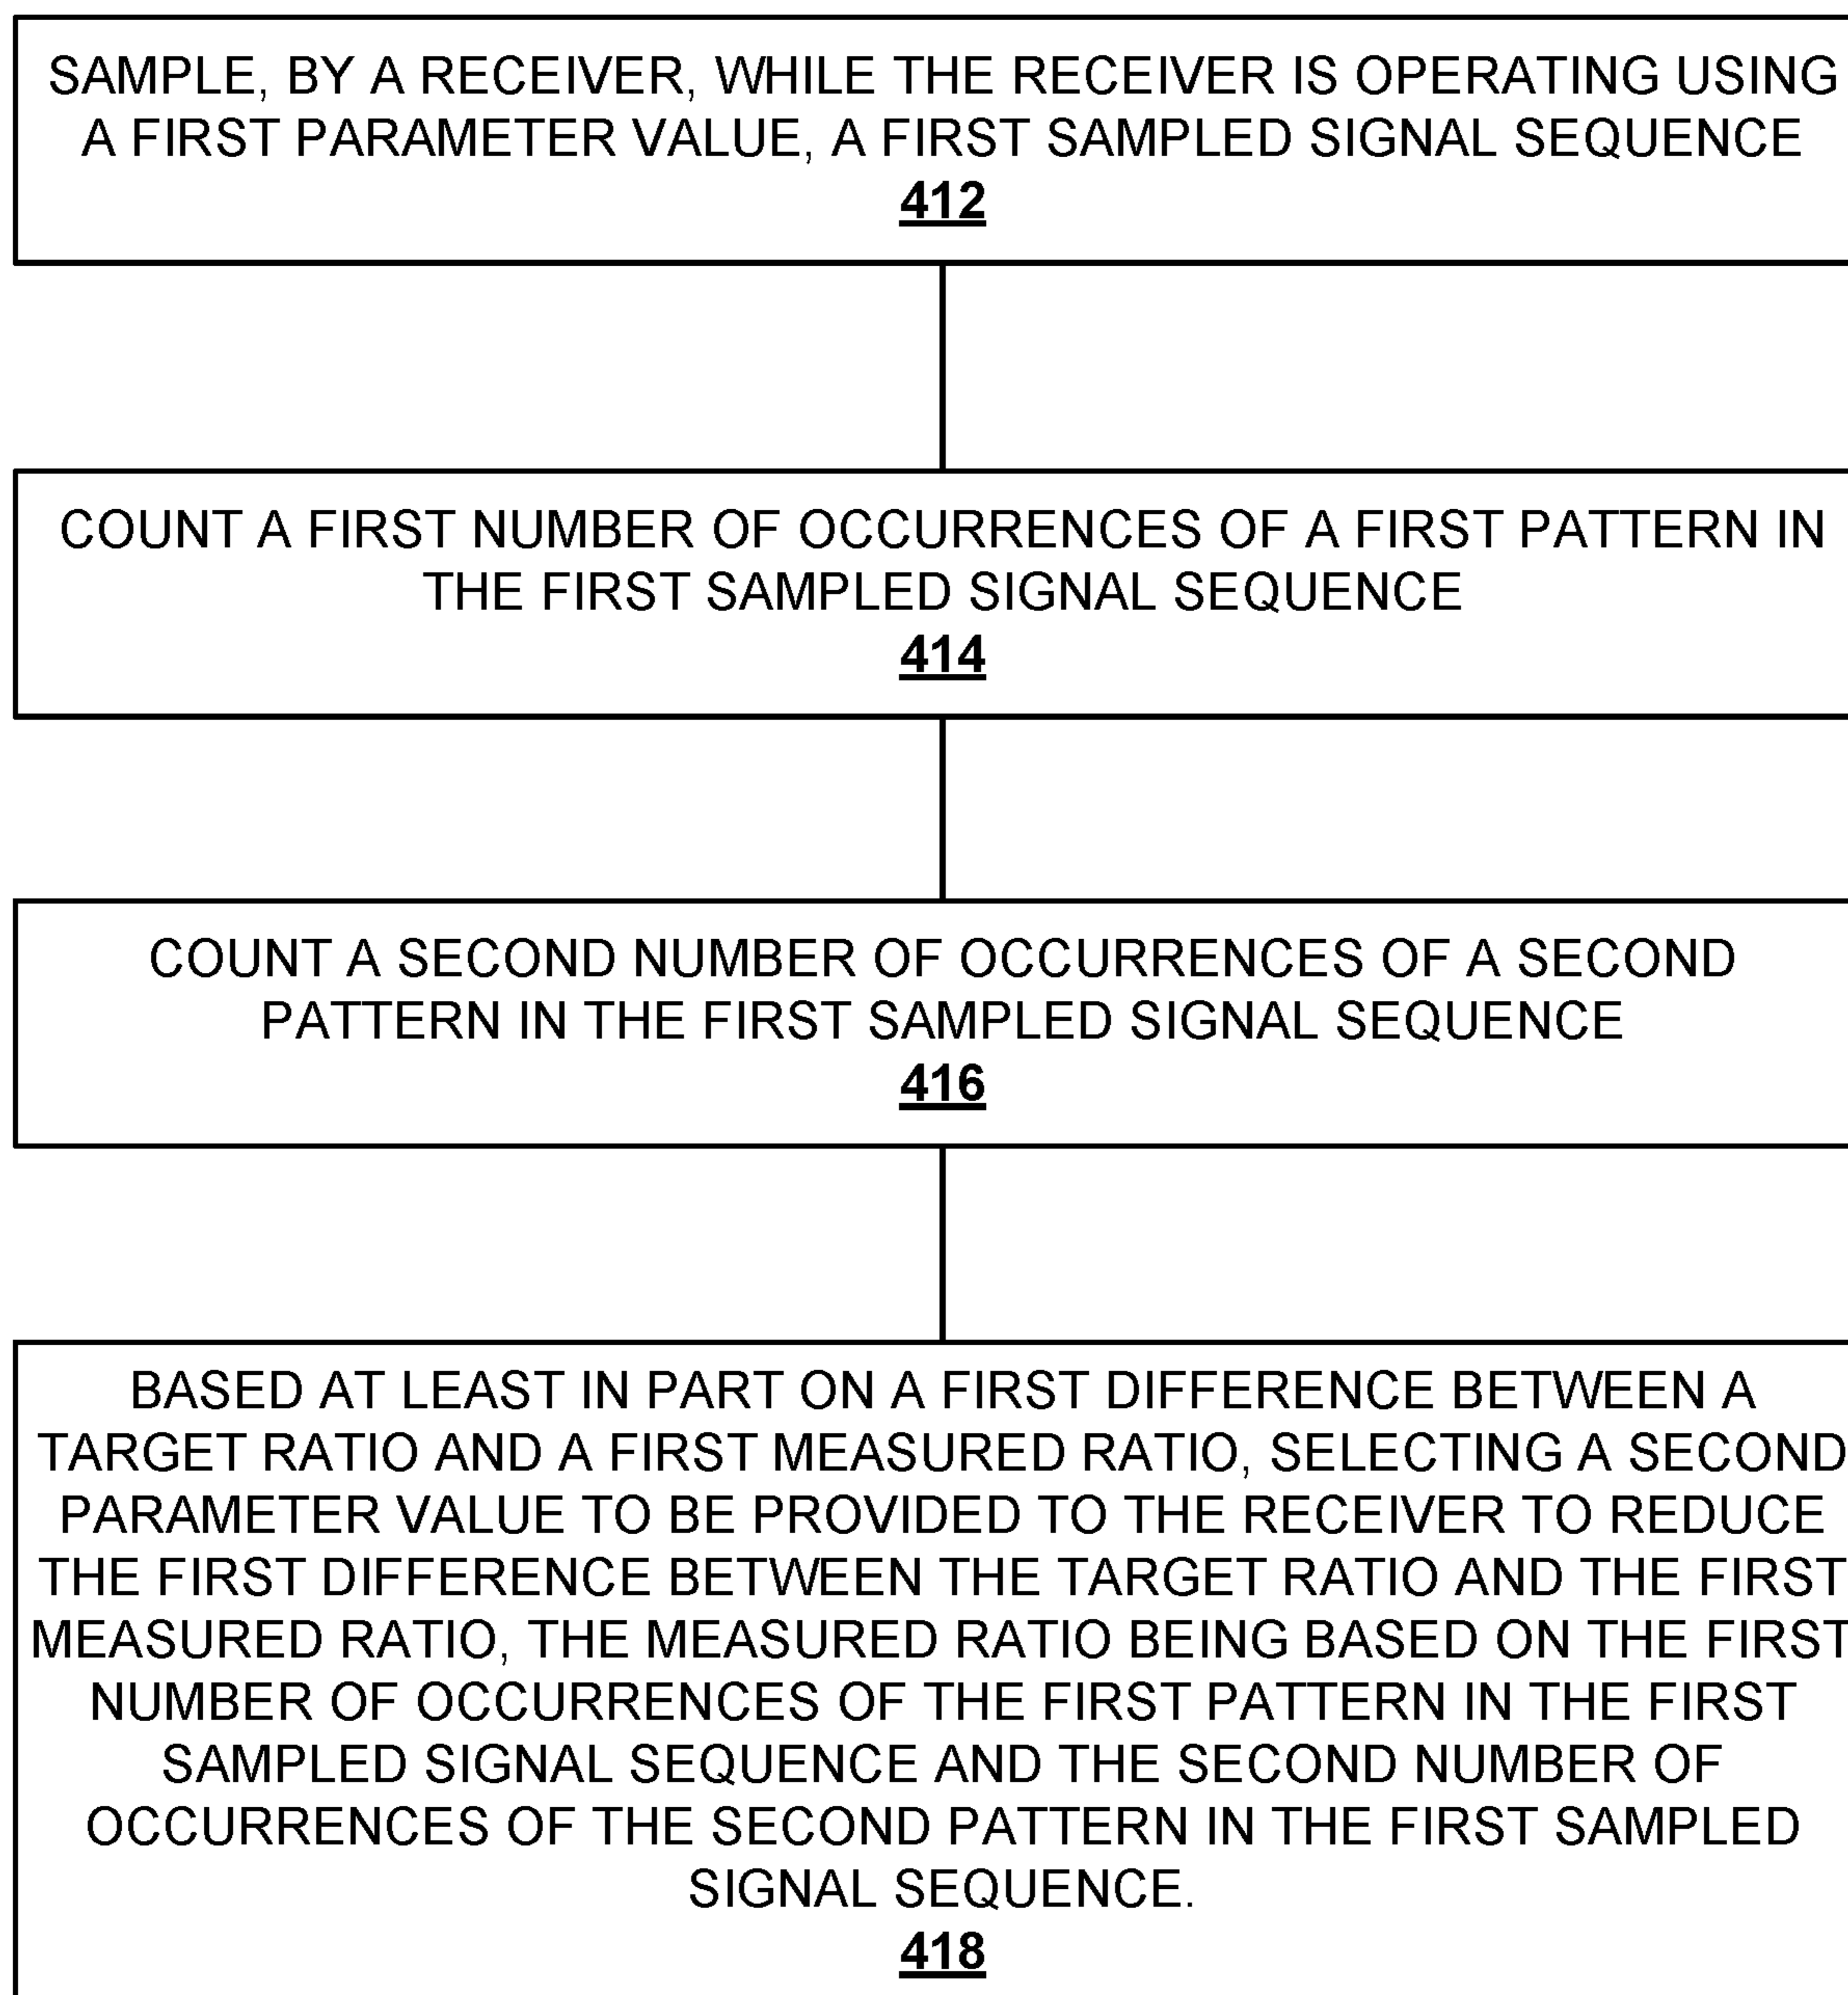 SAMPLE, BY A RECEIVER, WHILE THE RECEIVER IS OPERATING USING
A FIRST PARAMETER VALUE, A FIRST SAMPLED SIGNAL SEQUENCE
412
COUNT A FIRST NUMBER OF OCCURRENCES OF A FIRST PATTERN IN
THE FIRST SAMPLED SIGNAL SEQUENCE
414
COUNT A SECOND NUMBER OF OCCURRENCES OF A SECOND
PATTERN IN THE FIRST SAMPLED SIGNAL SEQUENCE
416
BASED AT LEAST IN PART ON A FIRST DIFFERENCE BETWEEN A
TARGET RATIO AND A FIRST MEASURED RATIO, SELECTING A SECOND
PARAMETER VALUE TO BE PROVIDED TO THE RECEIVER TO REDUCE
THE FIRST DIFFERENCE BETWEEN THE TARGET RATIO AND THE FIRST
MEASURED RATIO, THE MEASURED RATIO BEING BASED ON THE FIRST
NUMBER OF OCCURRENCES OF THE FIRST PATTERN IN THE FIRST
SAMPLED SIGNAL SEQUENCE AND THE SECOND NUMBER OF
OCCURRENCES OF THE SECOND PATTERN IN THE FIRST SAMPLED
SIGNAL SEQUENCE.
418